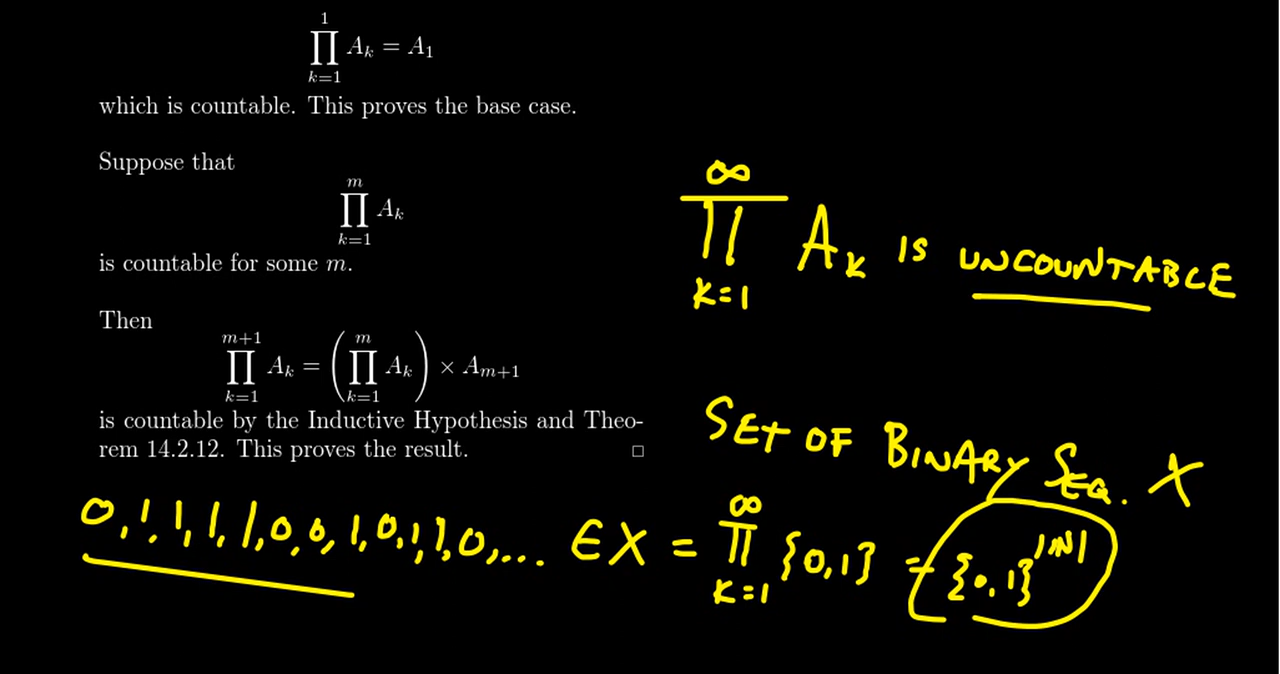 ∏_{k=1}^{1} A_k = A_1
which is countable. This proves the base case.
Suppose that
∏_{k=1}^{m} A_k
is countable for some m.
Then
∏_{k=1}^{m+1} A_k = (∏_{k=1}^{m} A_k) × A_{m+1}
is countable by the Inductive Hypothesis and Theo-
rem 14.2.12. This proves the result. □
∏_{K=1}^{∞} A_K IS UNCOUNTABLE
SET OF BINARY SEQ. X
0,1,1,1,1,0,0,1,0,1,1,0,... ∈ X = ∏_{K=1}^{∞} {0,1} = {0,1}^{|ℕ|}